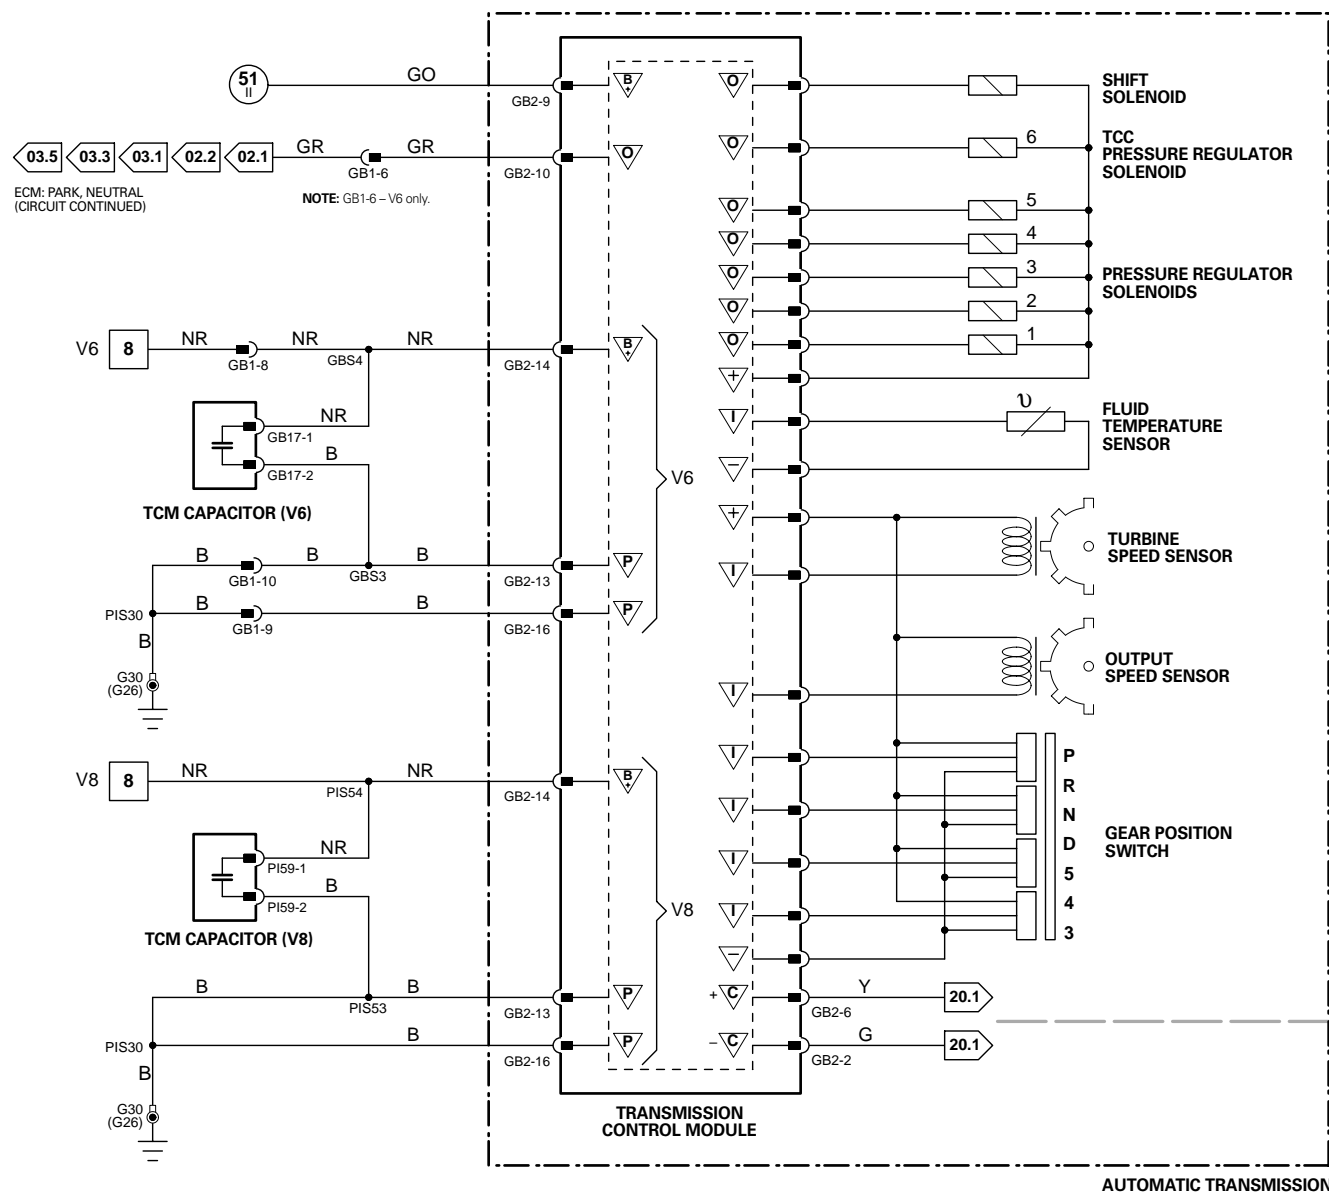 51
II
GO
GB2-9
B
+
O
SHIFT
SOLENOID
03.5
03.3
03.1
02.2
02.1
GR
GB1-6
GR
GB2-10
O
ECM: PARK, NEUTRAL
(CIRCUIT CONTINUED)
NOTE: GB1-6 – V6 only.
O
6
TCC
PRESSURE REGULATOR
SOLENOID
O
5
O
4
O
3
PRESSURE REGULATOR
SOLENOIDS
O
2
O
1
+
V6
8
NR
GB1-8
NR
GBS4
NR
GB2-14
B
+
NR
GB17-1
B
GB17-2
TCM CAPACITOR (V6)
V6
I
υ
FLUID
TEMPERATURE
SENSOR
–
+
TURBINE
SPEED SENSOR
I
B
GB1-10
B
GBS3
B
GB2-13
P
PIS30
B
GB1-9
B
GB2-16
P
B
G30
(G26)
OUTPUT
SPEED SENSOR
I
V8
8
NR
PIS54
NR
GB2-14
B
+
NR
PI59-1
B
PI59-2
TCM CAPACITOR (V8)
V8
I
I
I
I
–
P
R
N
D
5
4
3
GEAR POSITION
SWITCH
B
PIS53
B
GB2-13
P
+
C
Y
GB2-6
20.1
PIS30
B
GB2-16
P
–
C
G
GB2-2
20.1
B
G30
(G26)
TRANSMISSION
CONTROL MODULE
AUTOMATIC TRANSMISSION